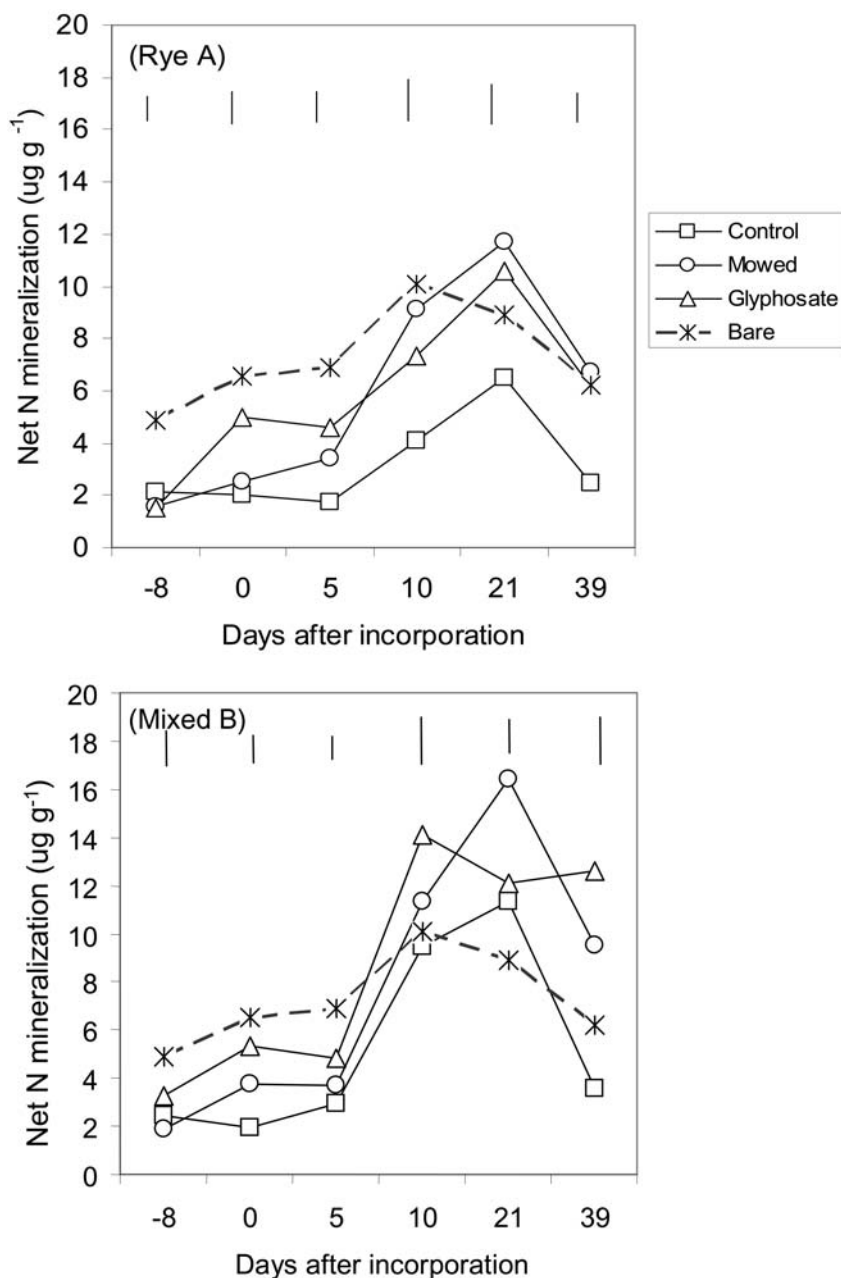 20
(Rye A)
18
16
14
12
10
8
6
4
2
0
Net N mineralization (ug g -1)
-8 0 5 10 21 39
Days after incorporation
Control
Mowed
Glyphosate
Bare
20
(Mixed B)
18
16
14
12
10
8
6
4
2
0
Net N mineralization (ug g-1)
-8 0 5 10 21 39
Days after incorporation